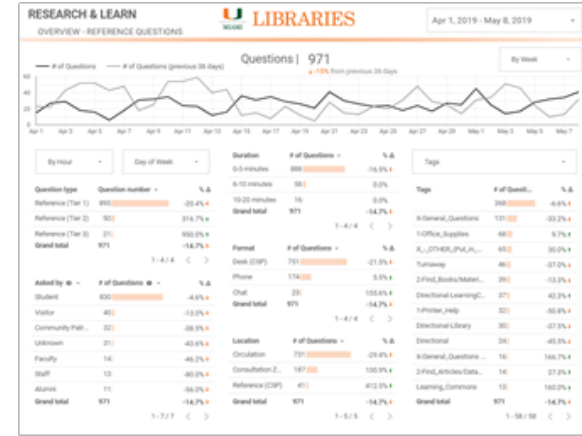 RESEARCH & LEARN
OVERVIEW - REFERENCE QUESTIONS
MIAMI
LIBRARIES
Apr 1, 2019 - May 8, 2019
# of Questions
# of Questions (previous 38 days)
Questions | 971
-15% from previous 38 days
By Week
60
40
20
0
Apr 1 Apr 3 Apr 5 Apr 7 Apr 9 Apr 11 Apr 13 Apr 15 Apr 17 Apr 19 Apr 21 Apr 23 Apr 25 Apr 27 Apr 29 May 1 May 3 May 5 May 7
By Hour
Day of Week
Question type Question number % Δ
Reference (Tier 1) 895 -20.4%
Reference (Tier 2) 50 316.7%
Reference (Tier 3) 21 950.0%
Grand total 971 -14.7%
1-4/4
Asked by # of Questions % Δ
Student 830 -4.6%
Visitor 40 -13.0%
Community Patr... 32 -38.5%
Unknown 31 -43.6%
Faculty 14 -46.2%
Staff 13 -80.0%
Alumni 11 -56.0%
Grand total 971 -14.7%
1-7/7
Duration # of Questions % Δ
0-5 minutes 888 -16.5%
6-10 minutes 58 0.0%
10-20 minutes 16 0.0%
Grand total 971 -14.7%
1-4/4
Format # of Questions % Δ
Desk (CSP) 751 -21.5%
Phone 174 5.5%
Chat 23 155.6%
Grand total 971 -14.7%
1-4/4
Location # of Questions % Δ
Circulation 731 -29.4%
Consultation Z... 187 130.9%
Reference (CSP) 41 412.5%
Grand total 971 -14.7%
1-5/5
Tags
Tags # of Questi... % Δ
368 -6.6%
X-General_Questions 131 -33.2%
1-Office_Supplies 68 9.7%
X_-_OTHER_(Put_in_... 65 30.0%
Turnaway 46 -37.0%
2-Find_Books/Materi... 39 -13.3%
Directional-LearningC... 37 42.3%
1-Printer_Help 32 -50.8%
Directional-Library 30 -37.5%
Directional 24 -45.5%
X-General_Questions ... 16 166.7%
2-Find_Articles/Data... 14 27.3%
Learning_Commons 13 160.0%
Grand total 971 -14.7%
1-58/58